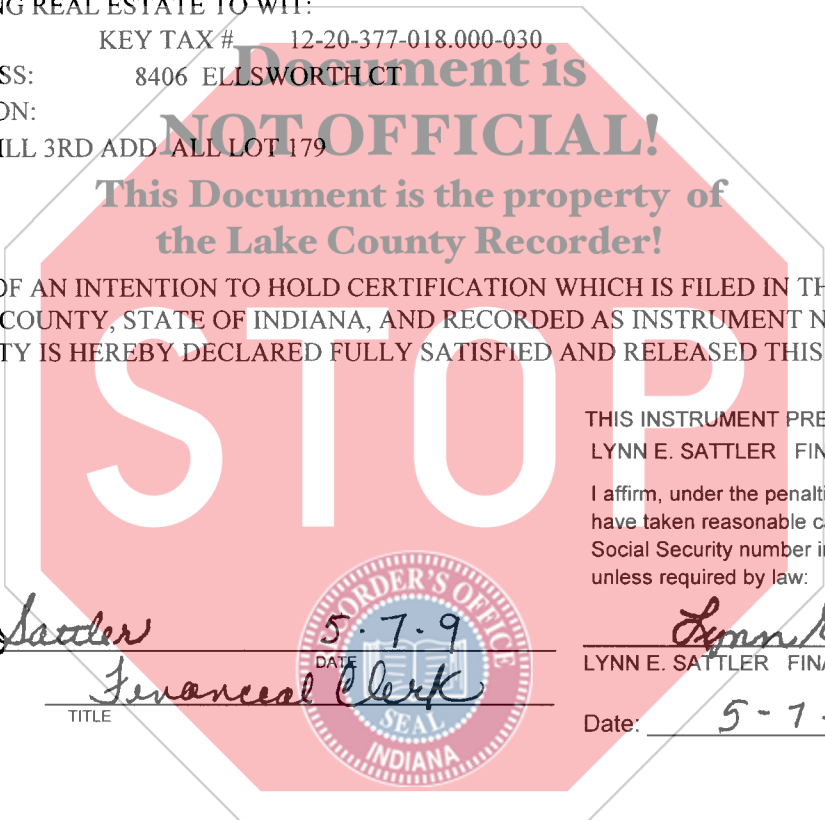 NG REAL ESTATE TO WIT:
KEY TAX # 12-20-377-018.000-030
SS: 8406 ELLSWORTH CT
Document is
ON:
NOT OFFICIAL!
ILL 3RD ADD ALL LOT 179
This Document is the property of
the Lake County Recorder!
OF AN INTENTION TO HOLD CERTIFICATION WHICH IS FILED IN TH
COUNTY, STATE OF INDIANA, AND RECORDED AS INSTRUMENT N
TY IS HEREBY DECLARED FULLY SATISFIED AND RELEASED THIS
STOP
THIS INSTRUMENT PRE
LYNN E. SATTLER FIN
I affirm, under the penalti
have taken reasonable c
Social Security number i
unless required by law:
RECORDER'S OFFICE
Sattler 5-7-9
DATE
Lynn
LYNN E. SATTLER FINA
Financial Clerk
TITLE
SEAL
INDIANA
Date: 5-7-